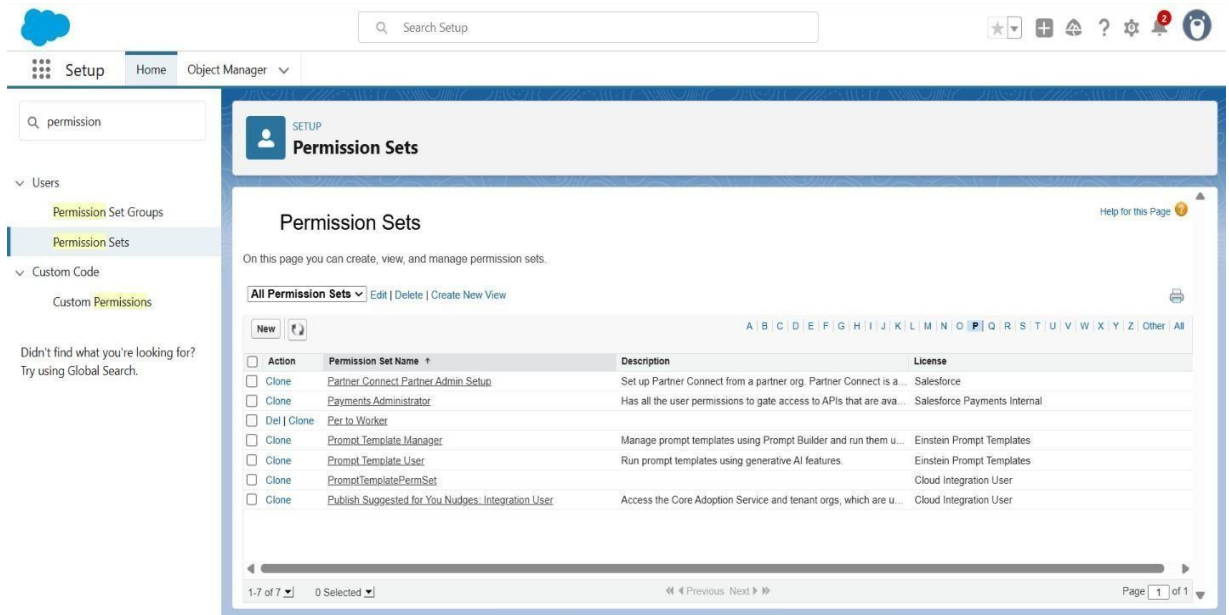 Search Setup
2
Setup Home Object Manager
permission
Users
Permission Set Groups
Permission Sets
Custom Code
Custom Permissions
Didn't find what you're looking for?
Try using Global Search.
SETUP
Permission Sets
Permission Sets
Help for this Page ?
On this page you can create, view, and manage permission sets.
All Permission Sets Edit | Delete | Create New View
New A | B | C | D | E | F | G | H | I | J | K | L | M | N | O | P | Q | R | S | T | U | V | W | X | Y | Z | Other | All
Action Permission Set Name ↑ Description License
Clone Partner Connect Partner Admin Setup Set up Partner Connect from a partner org. Partner Connect is a... Salesforce
Clone Payments Administrator Has all the user permissions to gate access to APIs that are ava... Salesforce Payments Internal
Del | Clone Per to Worker
Clone Prompt Template Manager Manage prompt templates using Prompt Builder and run them u... Einstein Prompt Templates
Clone Prompt Template User Run prompt templates using generative AI features. Einstein Prompt Templates
Clone PromptTemplatePermSet Cloud Integration User
Clone Publish Suggested for You Nudges: Integration User Access the Core Adoption Service and tenant orgs, which are u... Cloud Integration User
1-7 of 7 0 Selected Previous Next Page 1 of 1